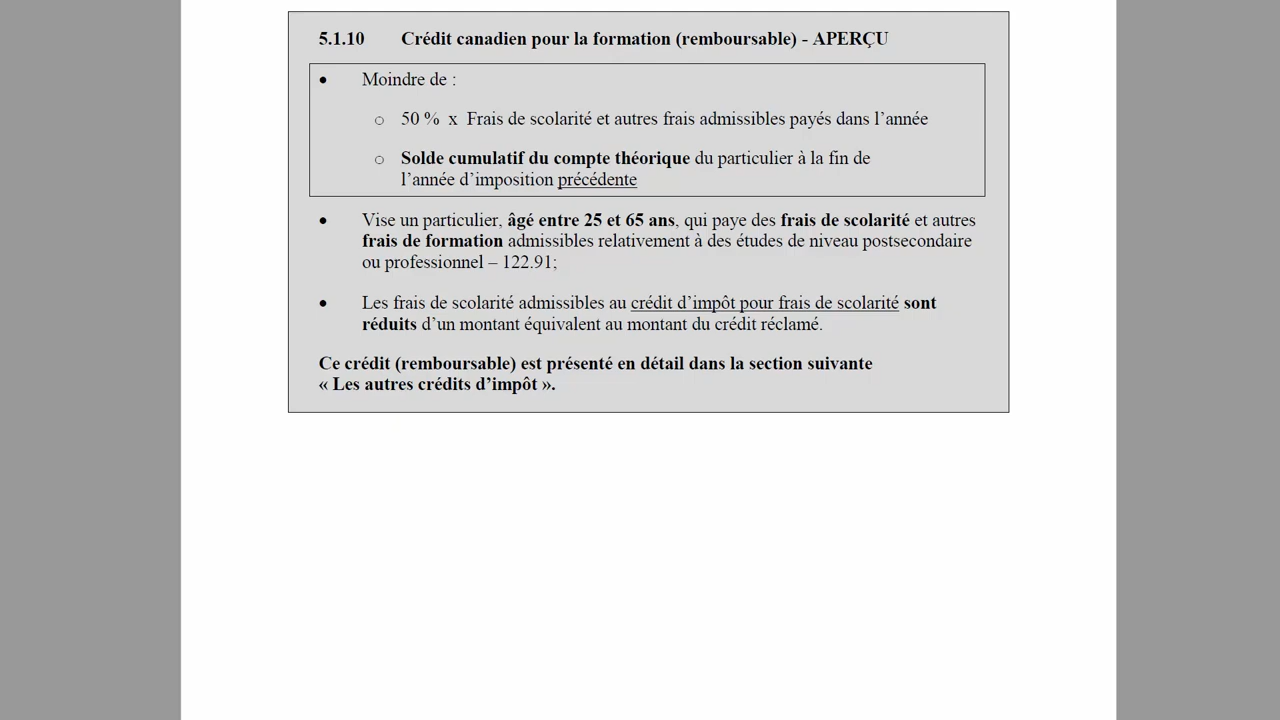 5.1.10 Crédit canadien pour la formation (remboursable) - APERÇU
• Moindre de :
○ 50 % x Frais de scolarité et autres frais admissibles payés dans l’année
○ Solde cumulatif du compte théorique du particulier à la fin de
l’année d’imposition précédente
• Vise un particulier, âgé entre 25 et 65 ans, qui paye des frais de scolarité et autres
frais de formation admissibles relativement à des études de niveau postsecondaire
ou professionnel – 122.91;
• Les frais de scolarité admissibles au crédit d’impôt pour frais de scolarité sont
réduits d’un montant équivalent au montant du crédit réclamé.
Ce crédit (remboursable) est présenté en détail dans la section suivante
« Les autres crédits d’impôt ».